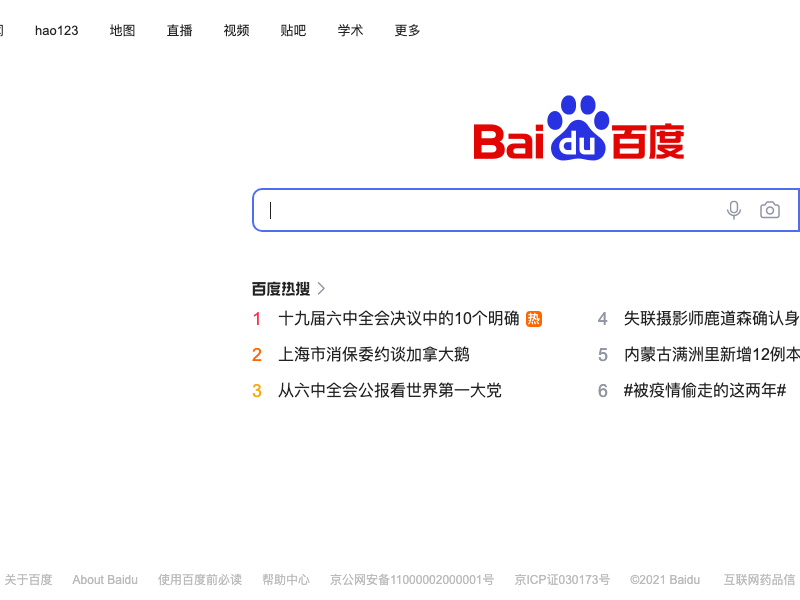 hao123 地图 直播 视频 贴吧 学术 更多
Bai du 百度
百度热搜
1 十九届六中全会决议中的10个明确 热
2 上海市消保委约谈加拿大鹅
3 从六中全会公报看世界第一大党
4 失联摄影师鹿道森确认身
5 内蒙古满洲里新增12例本
6 #被疫情偷走的这两年#
关于百度 About Baidu 使用百度前必读 帮助中心 京公网安备11000002000001号 京ICP证030173号 ©2021 Baidu 互联网药品信